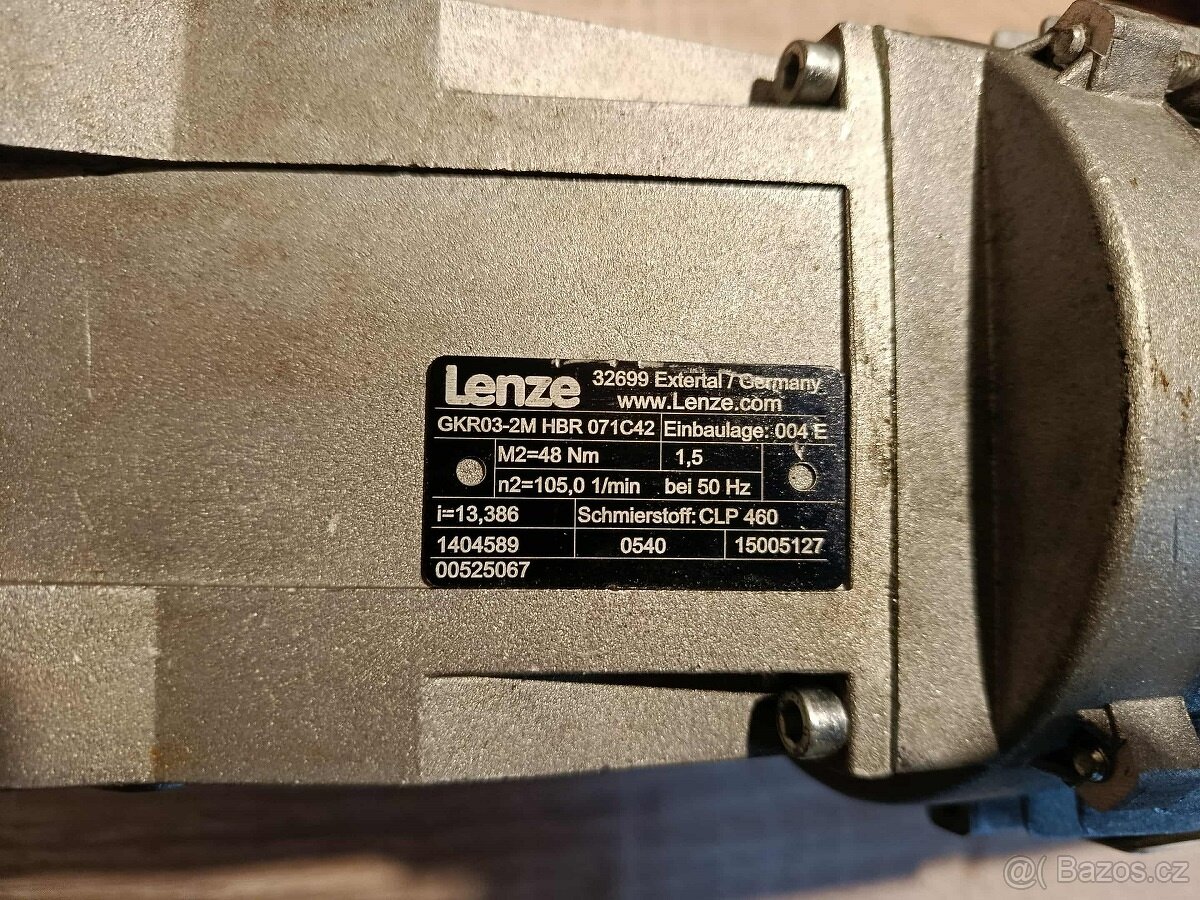 Lenze 32699 Extertal / Germany
www.Lenze.com
GKR03-2M HBR 071C42 Einbaulage: 004 E
M2=48 Nm 1,5
n2=105,0 1/min bei 50 Hz
i=13,386 Schmierstoff: CLP 460
1404589 0540 15005127
00525067
@( Bazos.cz